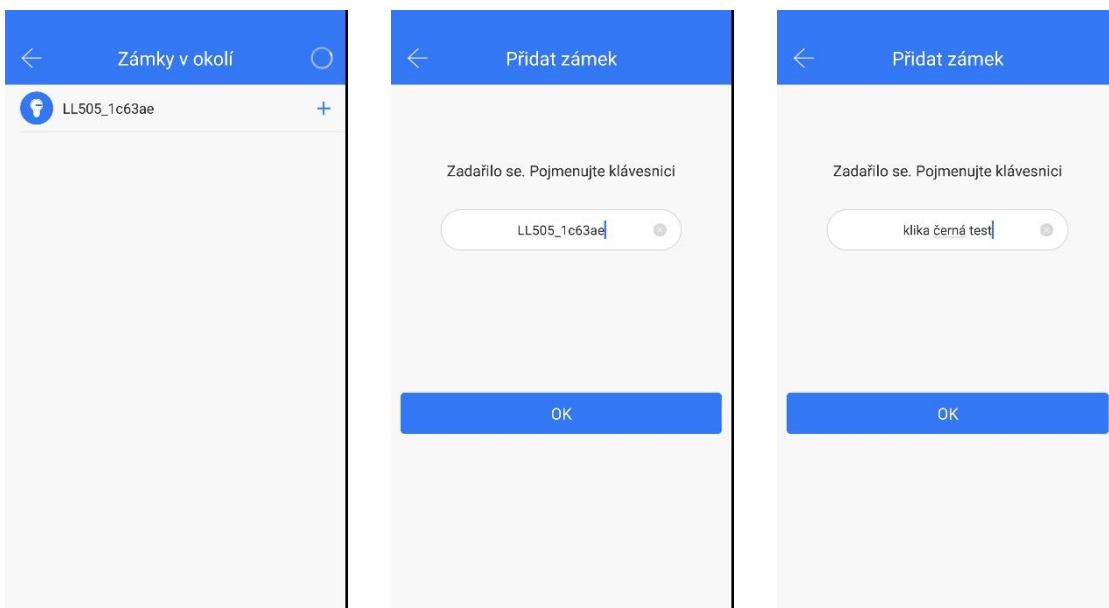 Zámky v okolí
LL505_1c63ae
Přidat zámek
Zadařilo se. Pojmenujte klávesnici
LL505_1c63ae
OK
Přidat zámek
Zadařilo se. Pojmenujte klávesnici
klika černá test
OK